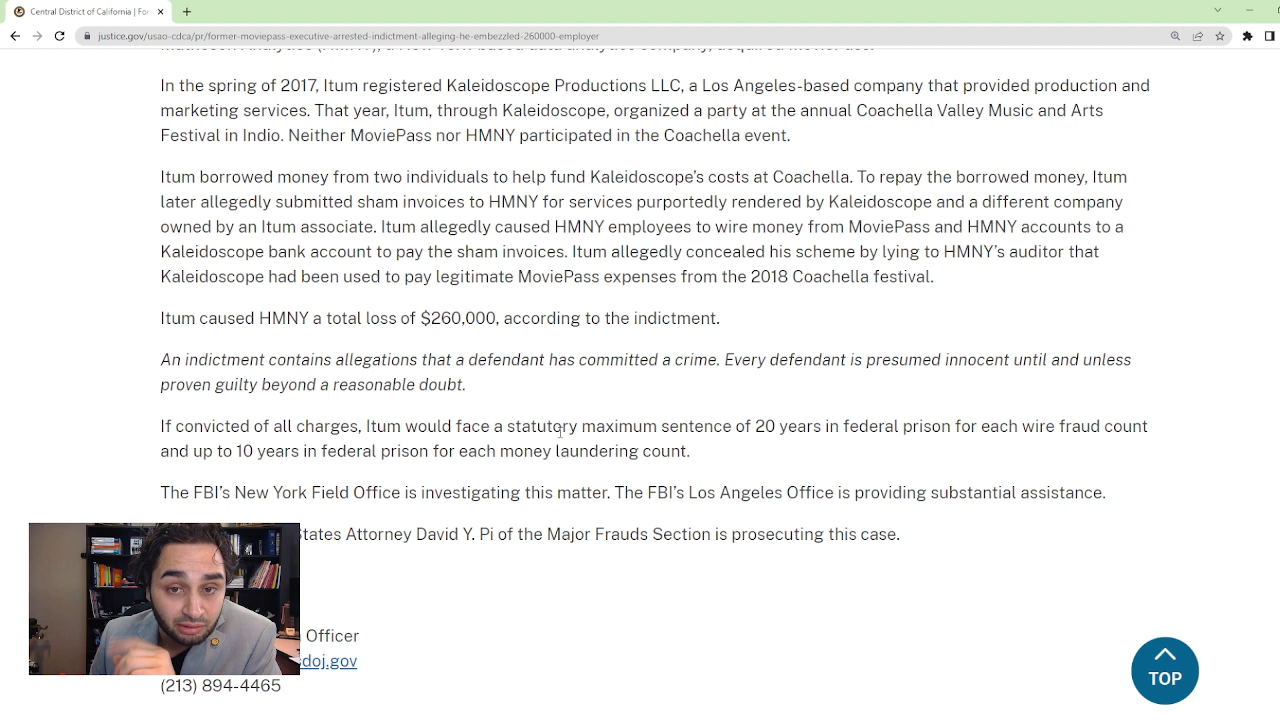 Central District of California | For
justice.gov/usao-cdca/pr/former-moviepass-executive-arrested-indictment-alleging-he-embezzled-260000-employer
In the spring of 2017, Itum registered Kaleidoscope Productions LLC, a Los Angeles-based company that provided production and
marketing services. That year, Itum, through Kaleidoscope, organized a party at the annual Coachella Valley Music and Arts
Festival in Indio. Neither MoviePass nor HMNY participated in the Coachella event.
Itum borrowed money from two individuals to help fund Kaleidoscope’s costs at Coachella. To repay the borrowed money, Itum
later allegedly submitted sham invoices to HMNY for services purportedly rendered by Kaleidoscope and a different company
owned by an Itum associate. Itum allegedly caused HMNY employees to wire money from MoviePass and HMNY accounts to a
Kaleidoscope bank account to pay the sham invoices. Itum allegedly concealed his scheme by lying to HMNY’s auditor that
Kaleidoscope had been used to pay legitimate MoviePass expenses from the 2018 Coachella festival.
Itum caused HMNY a total loss of $260,000, according to the indictment.
An indictment contains allegations that a defendant has committed a crime. Every defendant is presumed innocent until and unless
proven guilty beyond a reasonable doubt.
If convicted of all charges, Itum would face a statutory maximum sentence of 20 years in federal prison for each wire fraud count
and up to 10 years in federal prison for each money laundering count.
The FBI’s New York Field Office is investigating this matter. The FBI’s Los Angeles Office is providing substantial assistance.
States Attorney David Y. Pi of the Major Frauds Section is prosecuting this case.
Officer
doj.gov
(213) 894-4465
TOP